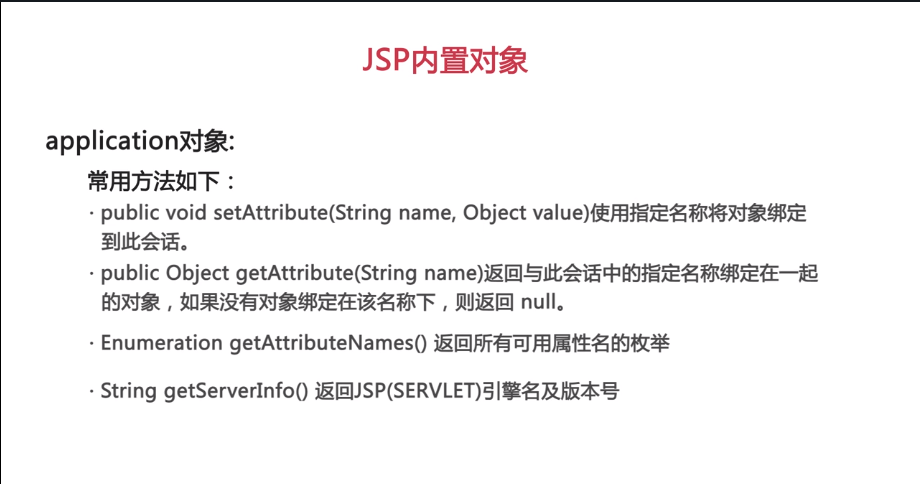 JSP内置对象
application对象:
常用方法如下：
· public void setAttribute(String name, Object value)使用指定名称将对象绑定
到此会话。
· public Object getAttribute(String name)返回与此会话中的指定名称绑定在一起
的对象，如果没有对象绑定在该名称下，则返回 null。
· Enumeration getAttributeNames() 返回所有可用属性名的枚举
· String getServerInfo() 返回JSP(SERVLET)引擎名及版本号